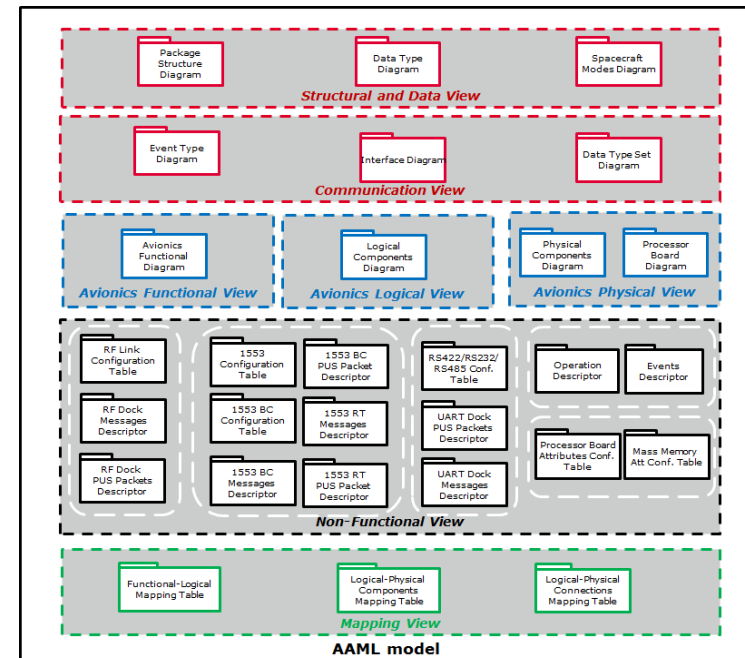 Package
Structure
Diagram
Data Type
Diagram
Spacecraft
Modes Diagram
Structural and Data View
Event Type
Diagram
Interface Diagram
Data Type Set
Diagram
Communication View
Avionics
Functional
Diagram
Avionics Functional View
Logical
Components
Diagram
Avionics Logical View
Physical
Components
Diagram
Processor
Board
Diagram
Avionics Physical View
RF Link
Configuration
Table
RF Dock
Messages
Descriptor
RF Dock
PUS Packets
Descriptor
1553
Configuration
Table
1553 BC
PUS Packet
Descriptor
1553 BC
Configuration
Table
1553 RT
Messages
Descriptor
1553 BC
Messages
Descriptor
1553 RT
PUS Packet
Descriptor
RS422/RS232/
RS485 Conf.
Table
UART Dock
PUS Packets
Descriptor
UART Dock
Messages
Descriptor
Operation
Descriptor
Events
Descriptor
Processor Board
Attributes Conf.
Table
Mass Memory
Att Conf. Table
Non-Functional View
Functional-Logical
Mapping Table
Logical-Physical
Components
Mapping Table
Logical-Physical
Connections
Mapping Table
Mapping View
AAML model